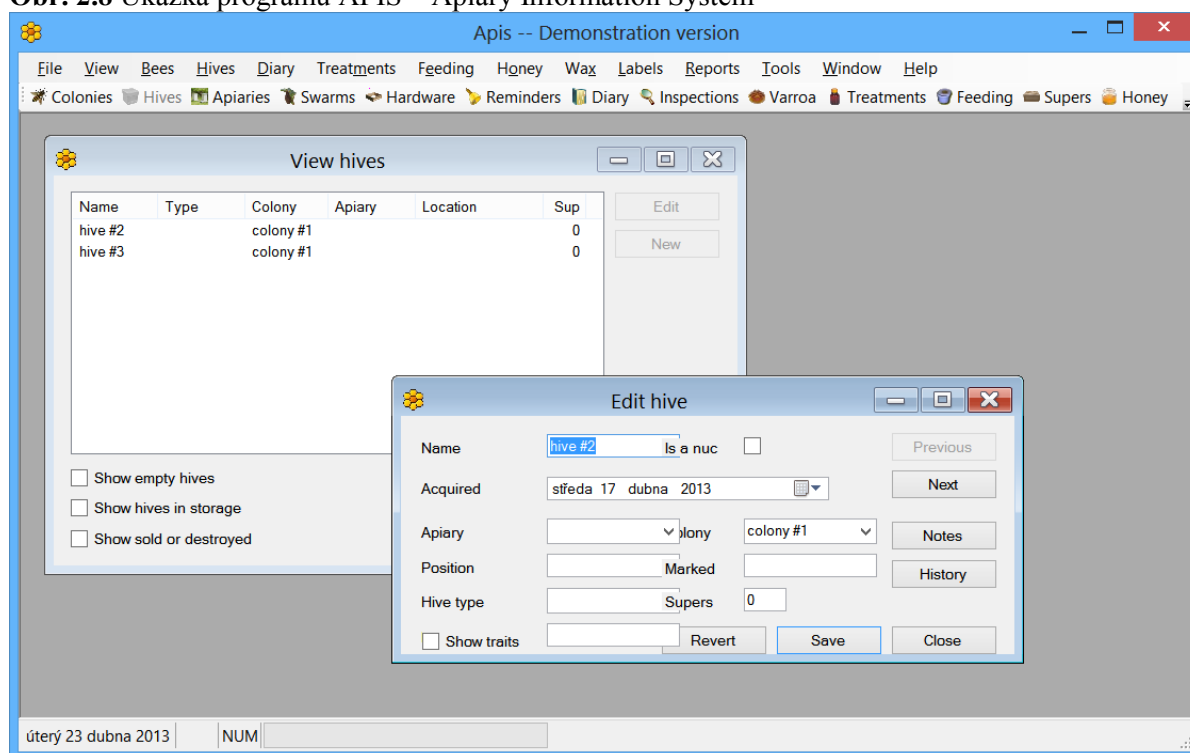 Obr. 2.8 Ukázka programu APIS – Apiary Information System
Apis -- Demonstration version
File View Bees Hives Diary Treatments Feeding Honey Wax Labels Reports Tools Window Help
Colonies Hives Apiaries Swarms Hardware Reminders Diary Inspections Varroa Treatments Feeding Supers Honey
View hives
Name Type Colony Apiary Location Sup
Edit
hive #2 colony #1 0
New
hive #3 colony #1 0
Show empty hives
Show hives in storage
Show sold or destroyed
Edit hive
Name hive #2 Is a nuc Previous
Acquired středa 17 dubna 2013 Next
Apiary olony colony #1 Notes
Position Marked History
Hive type Supers 0
Show traits Revert Save Close
úterý 23 dubna 2013 NUM